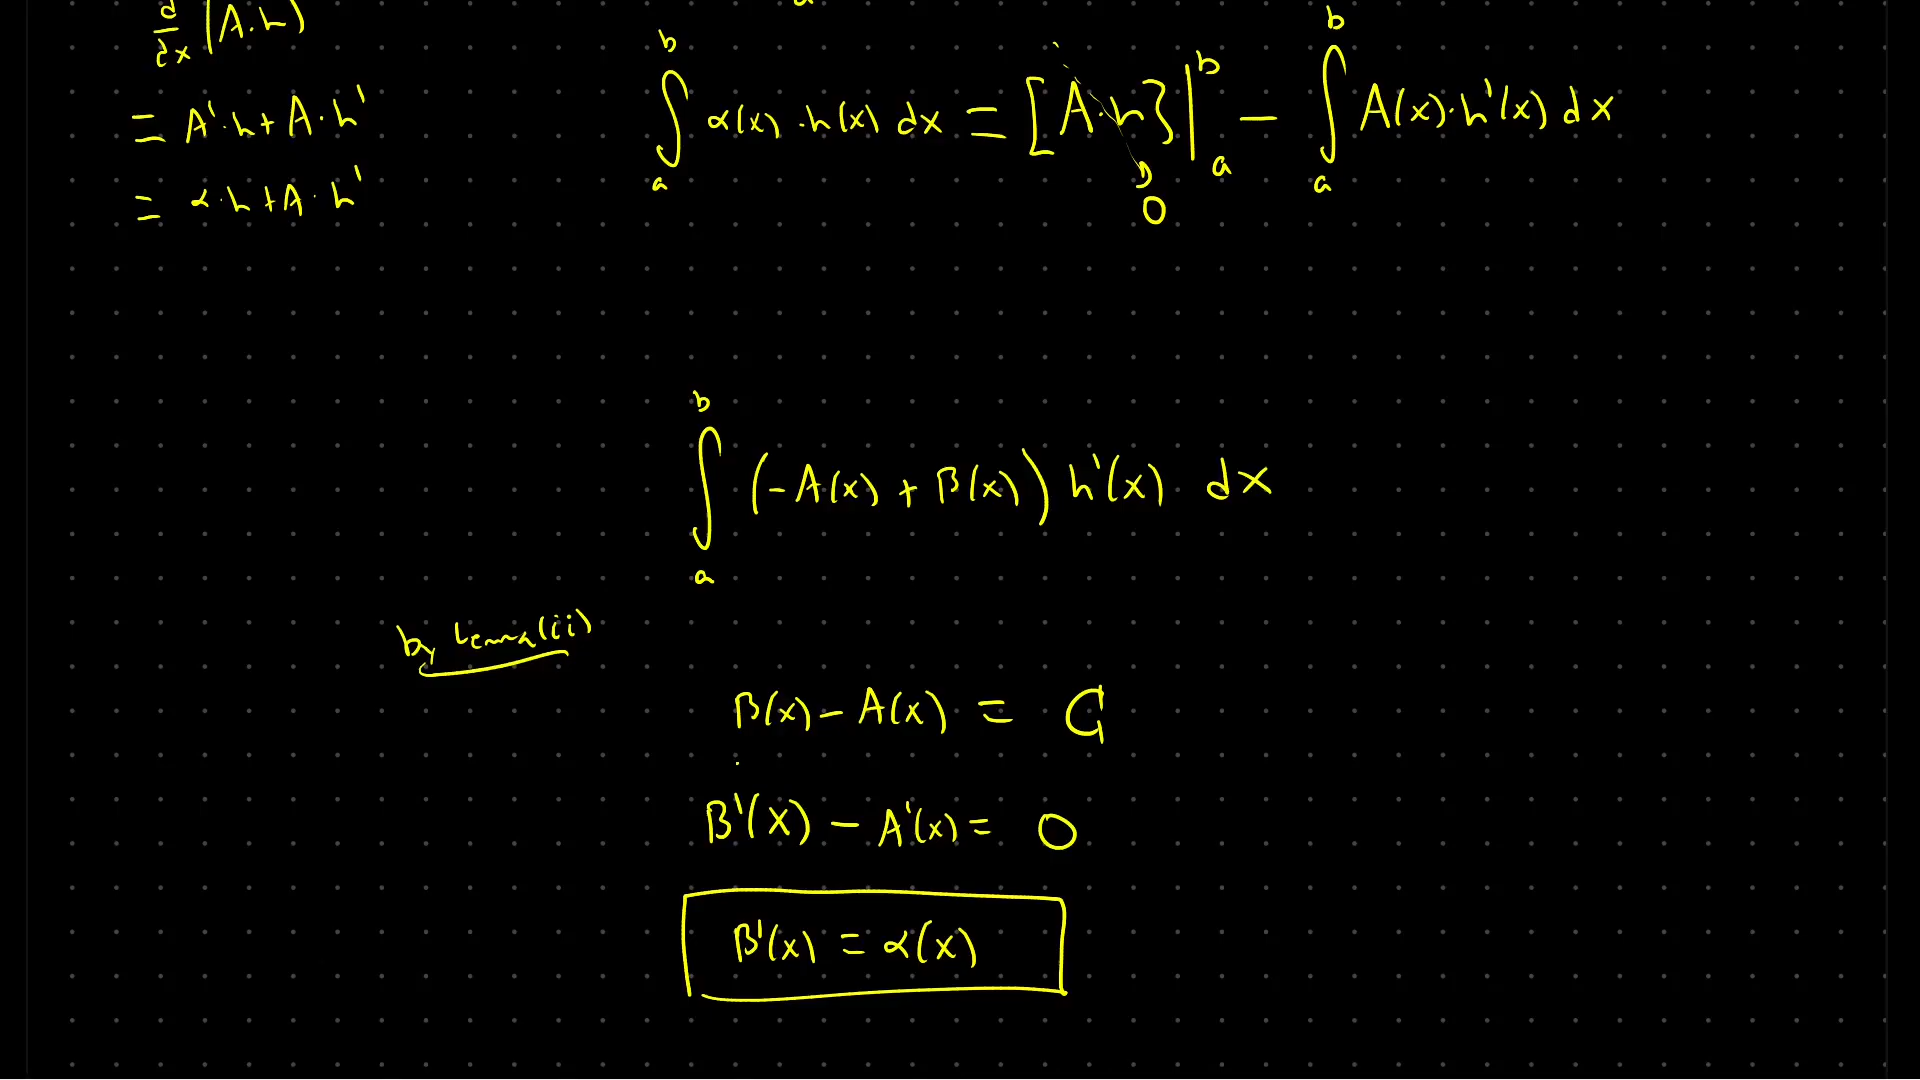 d/dx (A·h)
= A'·h + A·h'
= α·h + A·h'
∫_a^b α(x)·h(x) dx = [A·h]|_a^b - ∫_a^b A(x)·h'(x) dx
0
∫_a^b (-A(x) + β(x)) h'(x) dx
by Lemma (ii)
β(x) - A(x) = C
β'(x) - A'(x) = 0
β'(x) = α(x)